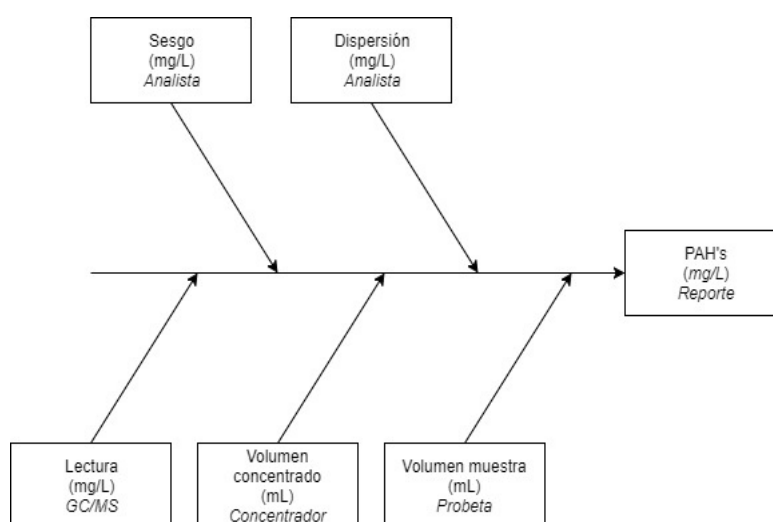 Sesgo
(mg/L)
Analista
Dispersión
(mg/L)
Analista
PAH's
(mg/L)
Reporte
Lectura
(mg/L)
GC/MS
Volumen
concentrado
(mL)
Concentrador
Volumen muestra
(mL)
Probeta